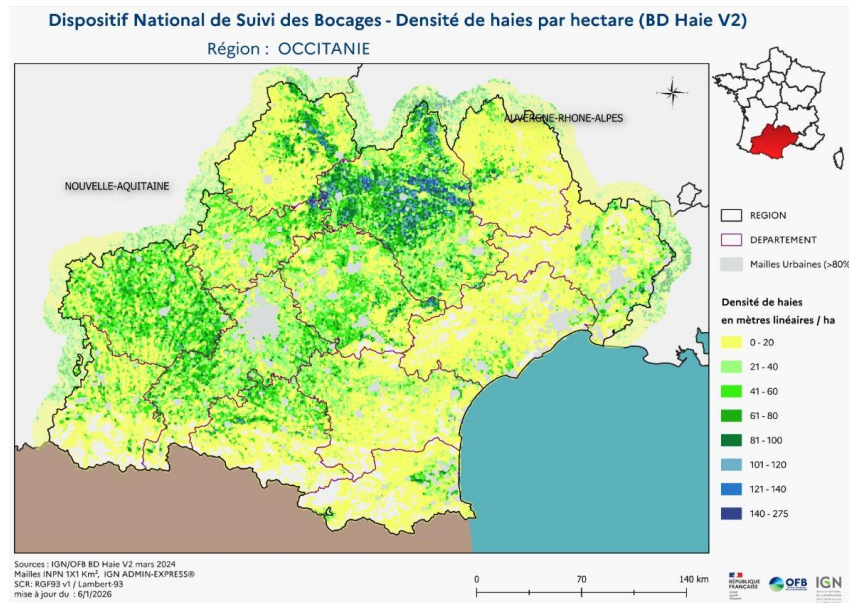 Dispositif National de Suivi des Bocages - Densité de haies par hectare (BD Haie V2)
Région : OCCITANIE
AUVERGNE-RHONE-ALPES
NOUVELLE-AQUITAINE
REGION
DEPARTEMENT
Mailles Urbaines (>80%
Densité de haies
en mètres linéaires / ha
0 - 20
21 - 40
41 - 60
61 - 80
81 - 100
101 - 120
121 - 140
140 - 275
Sources : IGN/OFB BD Haie V2 mars 2024
Mailles INPN 1X1 Km², IGN ADMIN-EXPRESS®
SCR: RGF93 v1 / Lambert-93
mise à jour du : 6/1/2026
0 70 140 km
RÉPUBLIQUE
FRANÇAISE
OFB
IGN